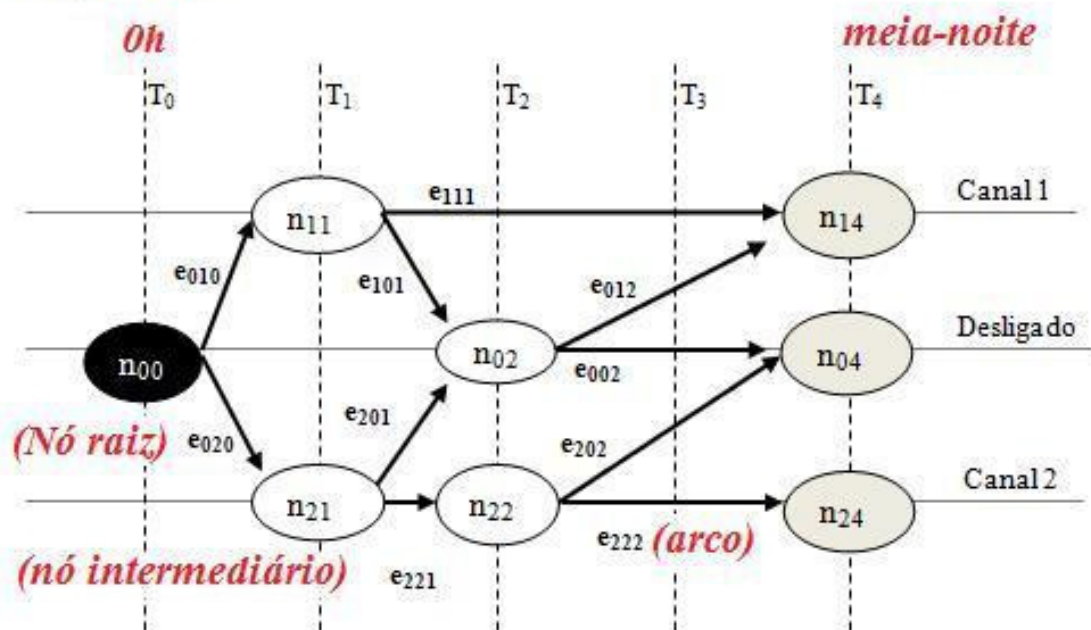 0h
meia-noite
T0
T1
T2
T3
T4
e111
Canal 1
n11
n14
e010
e101
e012
Desligado
n00
n02
e002
n04
(Nó raiz)
e020
e201
e202
Canal 2
n21
n22
n24
e222 (arco)
(nó intermediário)
e221